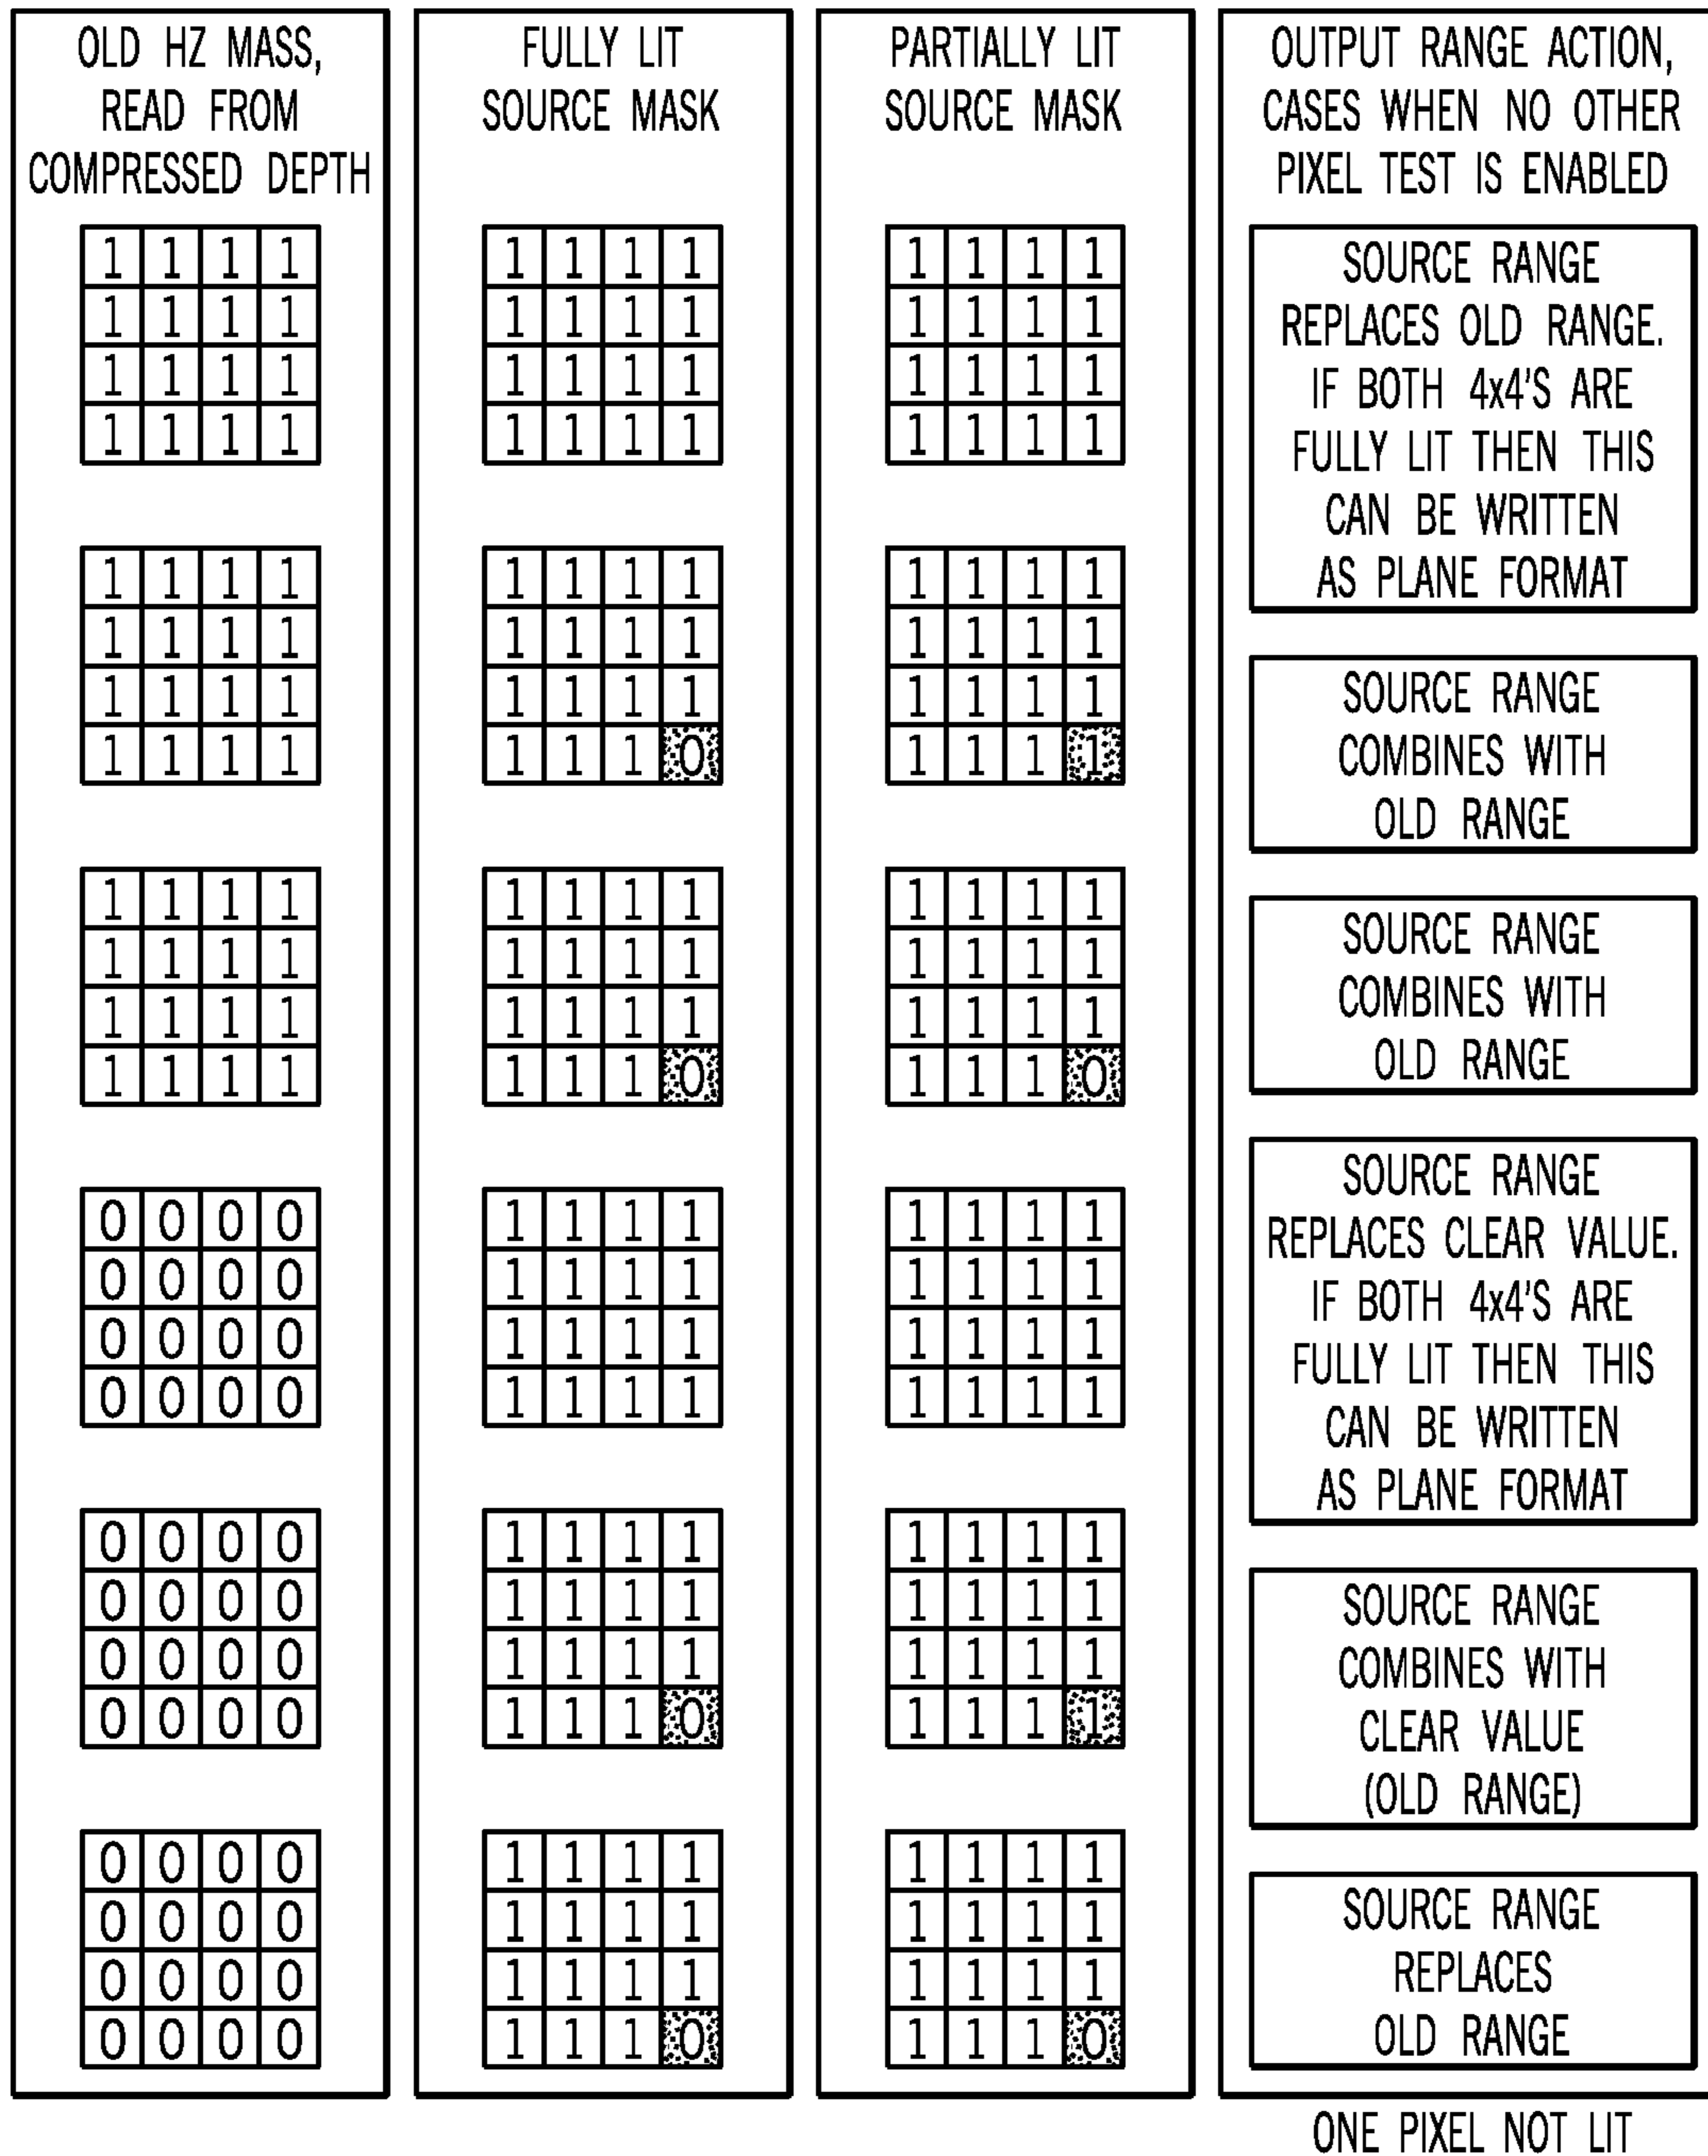 OLD HZ MASS,
READ FROM
COMPRESSED DEPTH
1 1 1 1
1 1 1 1
1 1 1 1
1 1 1 1
1 1 1 1
1 1 1 1
1 1 1 1
1 1 1 1
1 1 1 1
1 1 1 1
1 1 1 1
1 1 1 1
0 0 0 0
0 0 0 0
0 0 0 0
0 0 0 0
0 0 0 0
0 0 0 0
0 0 0 0
0 0 0 0
0 0 0 0
0 0 0 0
0 0 0 0
0 0 0 0
FULLY LIT
SOURCE MASK
1 1 1 1
1 1 1 1
1 1 1 1
1 1 1 1
1 1 1 1
1 1 1 1
1 1 1 1
1 1 1 0
1 1 1 1
1 1 1 1
1 1 1 1
1 1 1 0
1 1 1 1
1 1 1 1
1 1 1 1
1 1 1 1
1 1 1 1
1 1 1 1
1 1 1 1
1 1 1 0
1 1 1 1
1 1 1 1
1 1 1 1
1 1 1 0
PARTIALLY LIT
SOURCE MASK
1 1 1 1
1 1 1 1
1 1 1 1
1 1 1 1
1 1 1 1
1 1 1 1
1 1 1 1
1 1 1 1
1 1 1 1
1 1 1 1
1 1 1 1
1 1 1 0
1 1 1 1
1 1 1 1
1 1 1 1
1 1 1 1
1 1 1 1
1 1 1 1
1 1 1 1
1 1 1 1
1 1 1 1
1 1 1 1
1 1 1 1
1 1 1 0
OUTPUT RANGE ACTION,
CASES WHEN NO OTHER
PIXEL TEST IS ENABLED
SOURCE RANGE
REPLACES OLD RANGE.
IF BOTH 4x4'S ARE
FULLY LIT THEN THIS
CAN BE WRITTEN
AS PLANE FORMAT
SOURCE RANGE
COMBINES WITH
OLD RANGE
SOURCE RANGE
COMBINES WITH
OLD RANGE
SOURCE RANGE
REPLACES CLEAR VALUE.
IF BOTH 4x4'S ARE
FULLY LIT THEN THIS
CAN BE WRITTEN
AS PLANE FORMAT
SOURCE RANGE
COMBINES WITH
CLEAR VALUE
(OLD RANGE)
SOURCE RANGE
REPLACES
OLD RANGE
ONE PIXEL NOT LIT